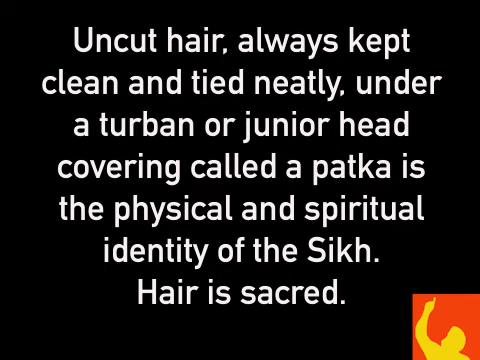 Uncut hair, always kept
clean and tied neatly, under
a turban or junior head
covering called a patka is
the physical and spiritual
identity of the Sikh.
Hair is sacred.